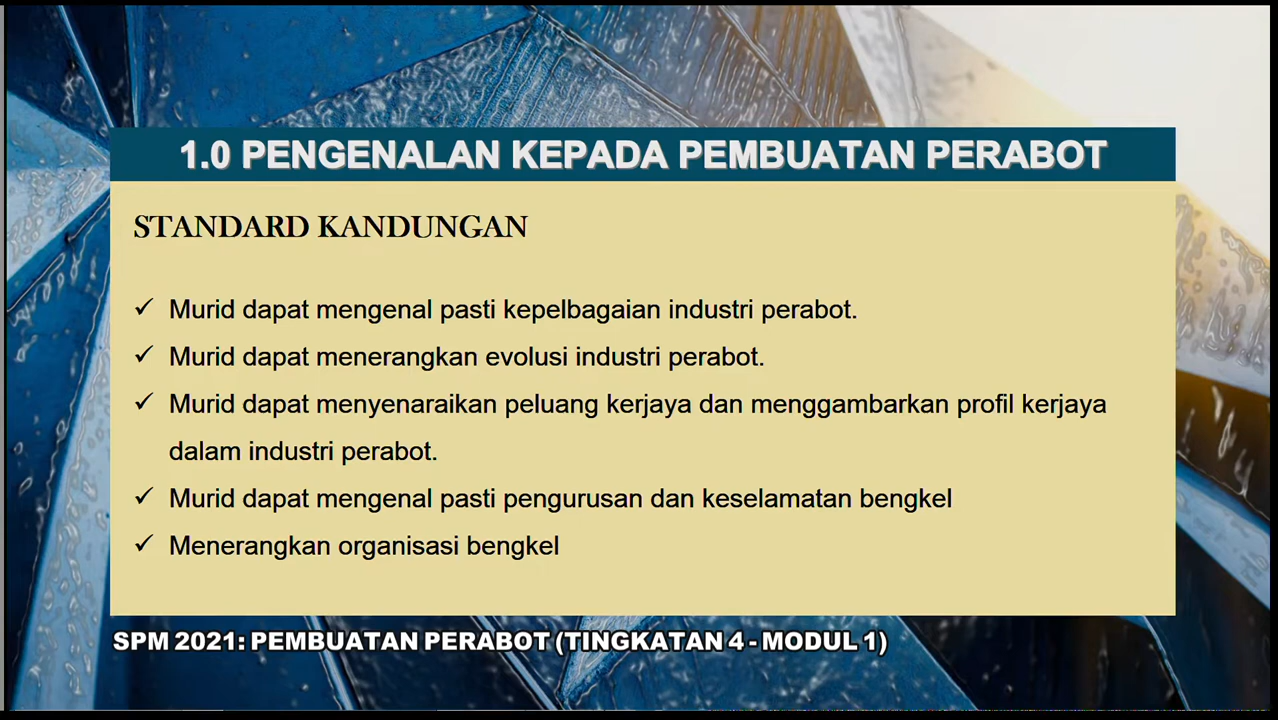 1.0 PENGENALAN KEPADA PEMBUATAN PERABOT
STANDARD KANDUNGAN
✓ Murid dapat mengenal pasti kepelbagaian industri perabot.
✓ Murid dapat menerangkan evolusi industri perabot.
✓ Murid dapat menyenaraikan peluang kerjaya dan menggambarkan profil kerjaya
dalam industri perabot.
✓ Murid dapat mengenal pasti pengurusan dan keselamatan bengkel
✓ Menerangkan organisasi bengkel
SPM 2021: PEMBUATAN PERABOT (TINGKATAN 4 - MODUL 1)